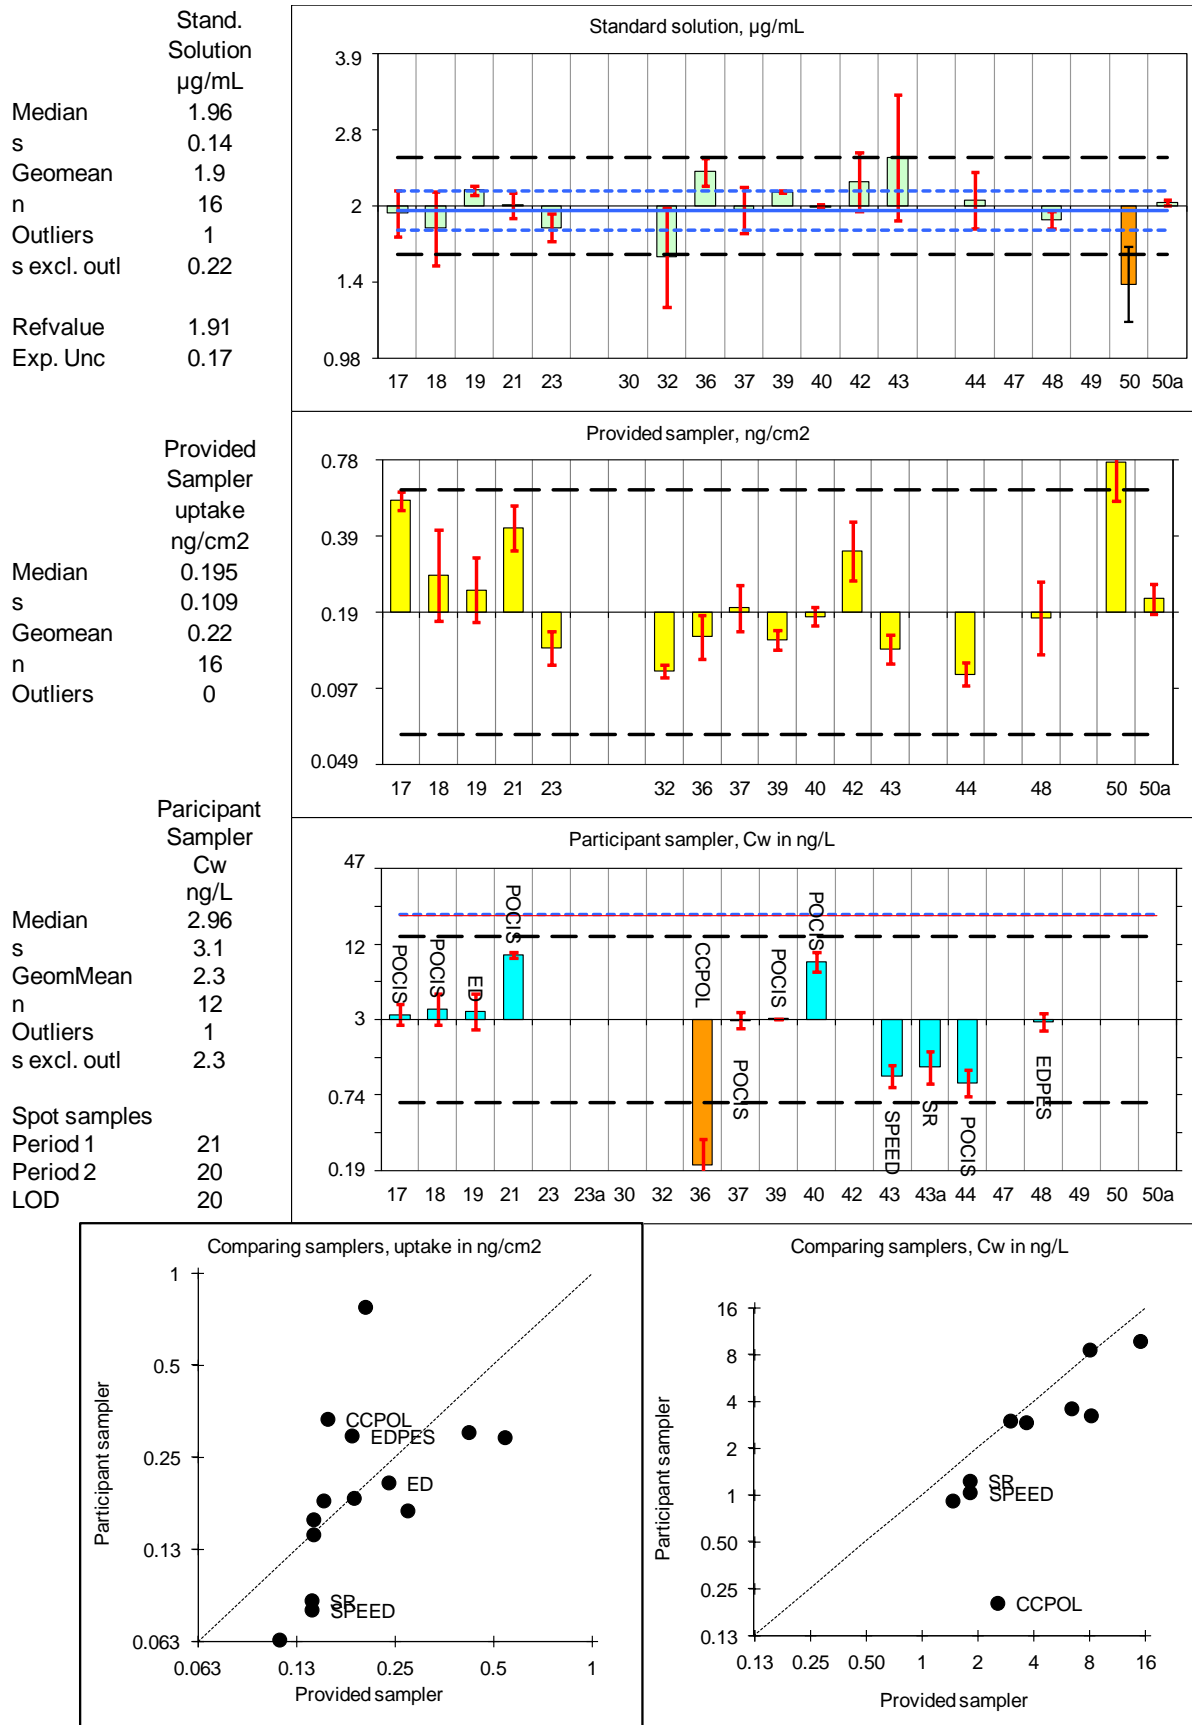 Stand.
Solution
µg/mL
Median 1.96
s 0.14
Geomean 1.9
n 16
Outliers 1
s excl. outl 0.22
Refvalue 1.91
Exp. Unc 0.17
Standard solution, µg/mL
3.9
2.8
2
1.4
0.98
17 18 19 21 23 30 32 36 37 39 40 42 43 44 47 48 49 50 50a
Provided
Sampler
uptake
ng/cm2
Median 0.195
s 0.109
Geomean 0.22
n 16
Outliers 0
Provided sampler, ng/cm2
0.78
0.39
0.19
0.097
0.049
17 18 19 21 23 32 36 37 39 40 42 43 44 48 50 50a
Paricipant
Sampler
Cw
ng/L
Median 2.96
s 3.1
GeomMean 2.3
n 12
Outliers 1
s excl. outl 2.3
Spot samples
Period 1 21
Period 2 20
LOD 20
Participant sampler, Cw in ng/L
47
12
3
0.74
0.19
POCIS
POCIS
ED
POCIS
CCPOL
POCIS
POCIS
POCIS
SPEED
SR
POCIS
EDPES
17 18 19 21 23 23a 30 32 36 37 39 40 42 43 43a 44 47 48 49 50 50a
Comparing samplers, uptake in ng/cm2
Participant sampler
1
0.5
0.25
0.13
0.063
CCPOL
EDPES
ED
SR
SPEED
0.063 0.13 0.25 0.5 1
Provided sampler
Comparing samplers, Cw in ng/L
Participant sampler
16
8
4
2
1
0.50
0.25
0.13
SR
SPEED
CCPOL
0.13 0.25 0.50 1 2 4 8 16
Provided sampler